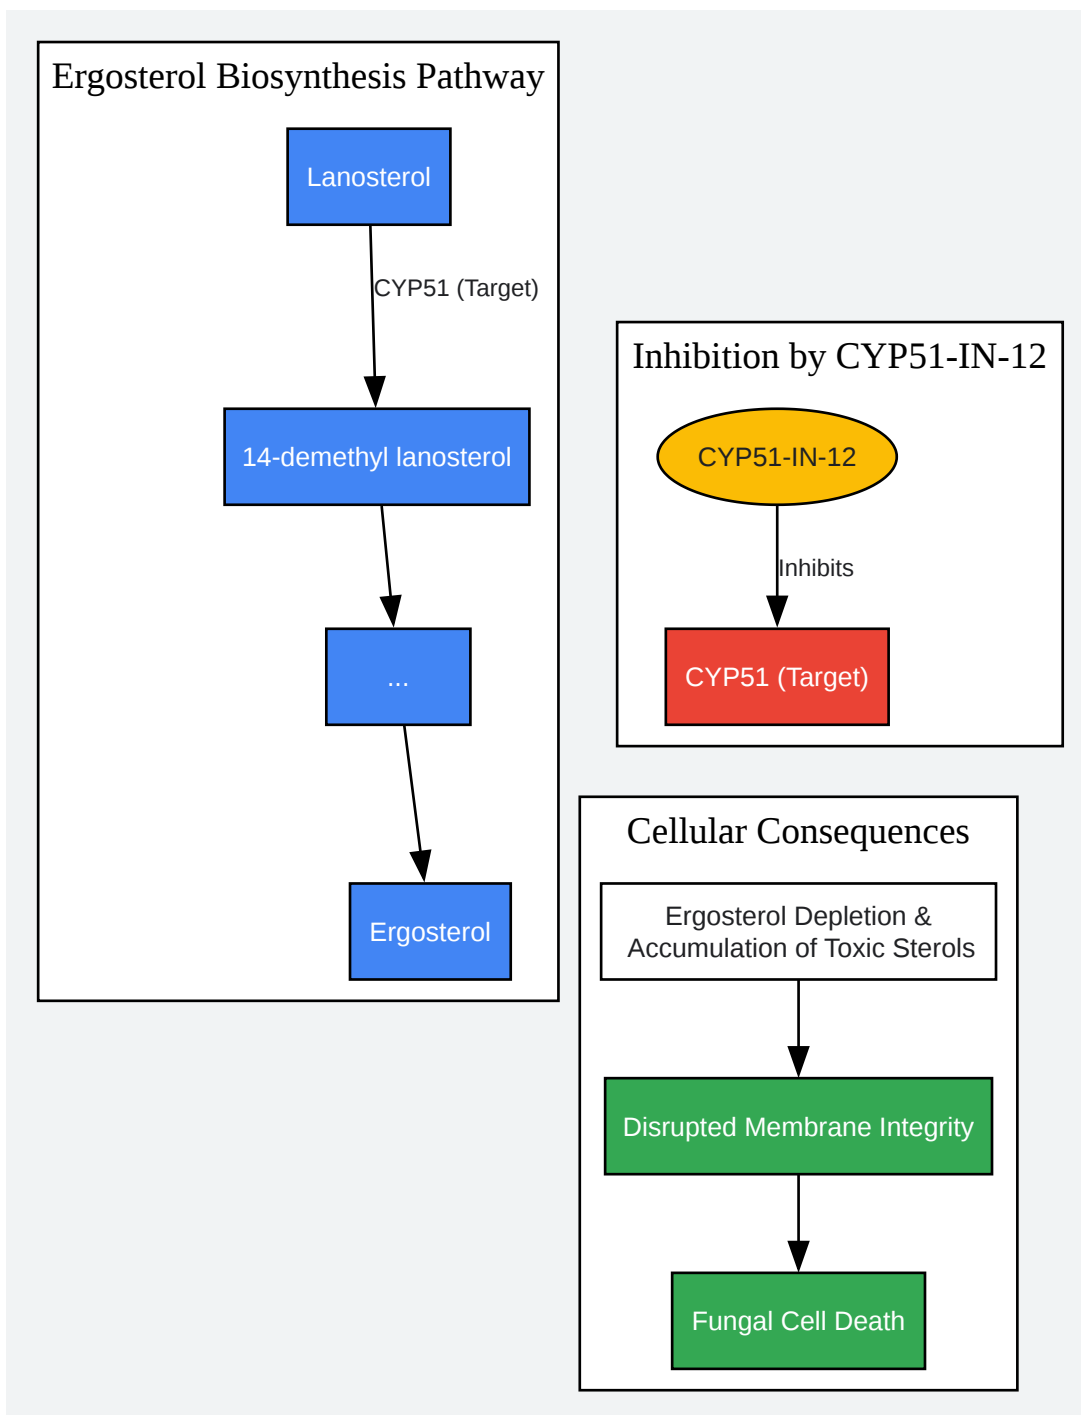 Ergosterol Biosynthesis Pathway
Lanosterol
CYP51 (Target)
14-demethyl lanosterol
...
Ergosterol
Inhibition by CYP51-IN-12
CYP51-IN-12
Inhibits
CYP51 (Target)
Cellular Consequences
Ergosterol Depletion &
Accumulation of Toxic Sterols
Disrupted Membrane Integrity
Fungal Cell Death